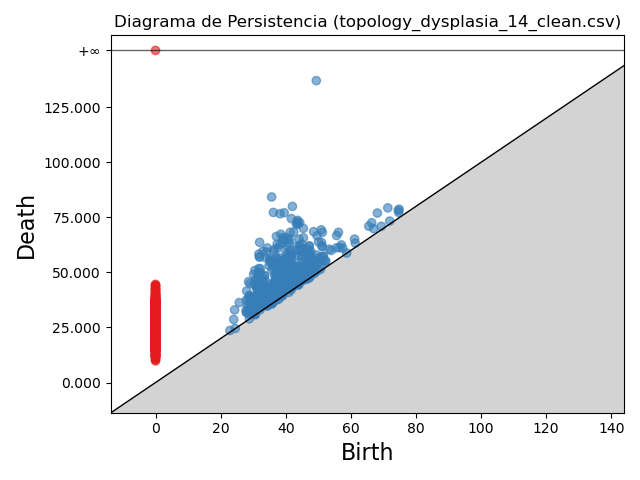 Diagrama de Persistencia (topology_dysplasia_14_clean.csv)
+∞
125.000
100.000
75.000
50.000
25.000
0.000
Death
0 20 40 60 80 100 120 140
Birth